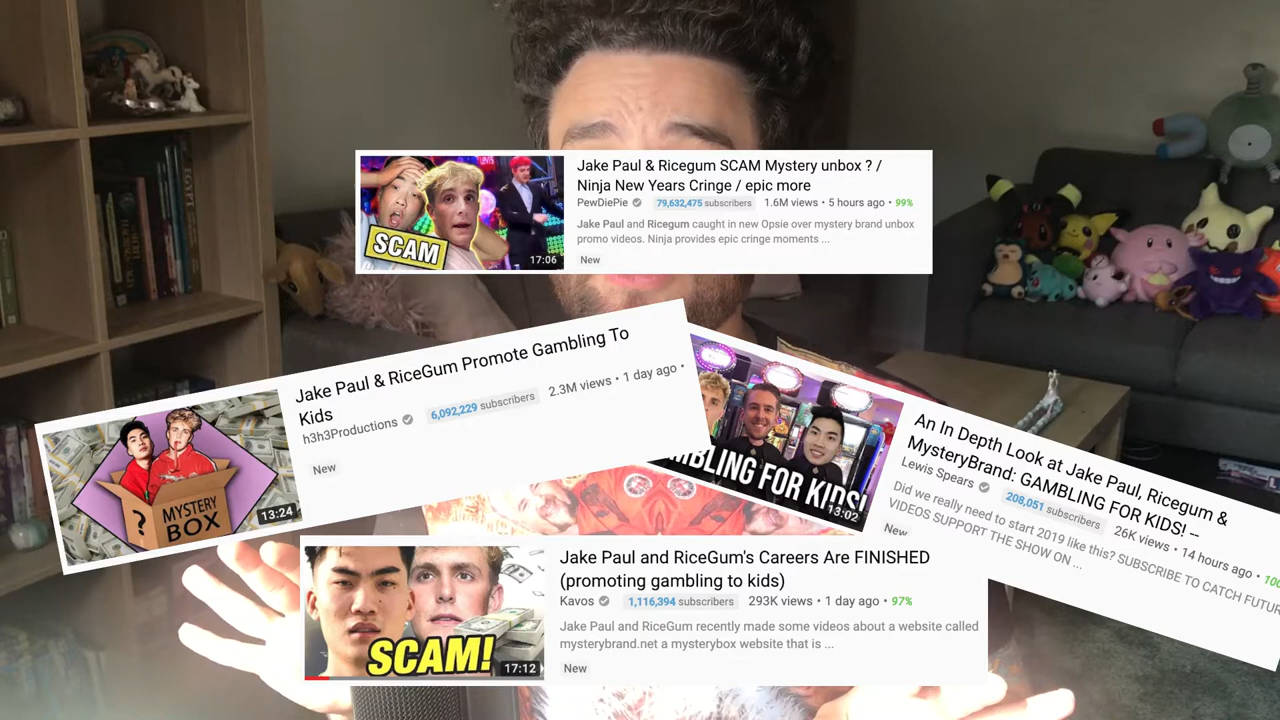 Jake Paul & Ricegum SCAM Mystery unbox ? /
Ninja New Years Cringe / epic more
PewDiePie
79,632,475 subscribers
1.6M views • 5 hours ago • 99%
Jake Paul and Ricegum caught in new Opsie over mystery brand unbox
promo videos. Ninja provides epic cringe moments ...
New
SCAM
17:06
Jake Paul & RiceGum Promote Gambling To
Kids
h3h3Productions
6,092,229 subscribers
2.3M views • 1 day ago •
New
?
MYSTERY
BOX
13:24
An In Depth Look at Jake Paul, Ricegum &
MysteryBrand: GAMBLING FOR KIDS! --
Lewis Spears
208,051 subscribers
26K views • 14 hours ago •
Did we really need to start 2019 like this? SUBSCRIBE TO CATCH
VIDEOS SUPPORT THE SHOW ON ...
New
FOR KIDS!
13:02
Jake Paul and RiceGum's Careers Are FINISHED
(promoting gambling to kids)
Kavos
1,116,394 subscribers
293K views • 1 day ago • 97%
Jake Paul and RiceGum recently made some videos about a website called
mysterybrand.net a mysterybox website that is ...
New
SCAM!
17:12